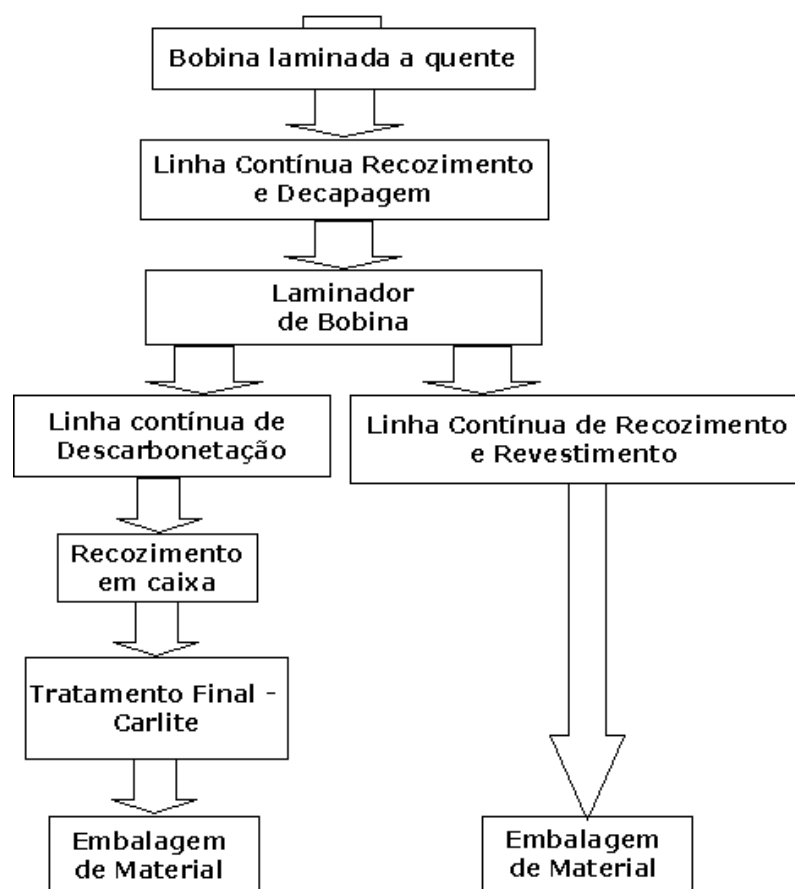 Bobina laminada a quente
Linha Contínua Recozimento
e Decapagem
Laminador
de Bobina
Linha contínua de
Descarbonetação
Linha Contínua de Recozimento
e Revestimento
Recozimento
em caixa
Tratamento Final -
Carlite
Embalagem
de Material
Embalagem
de Material